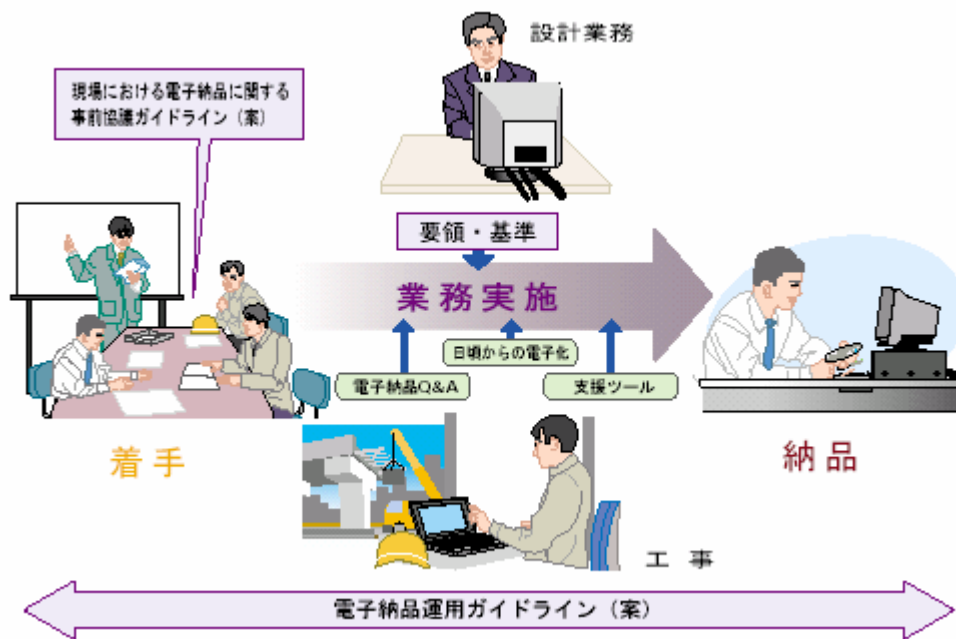 設計業務
現場における電子納品に関する
事前協議ガイドライン（案）
要領・基準
業務実施
日頃からの電子化
電子納品Q&A
支援ツール
着手
納品
工事
電子納品運用ガイドライン（案）